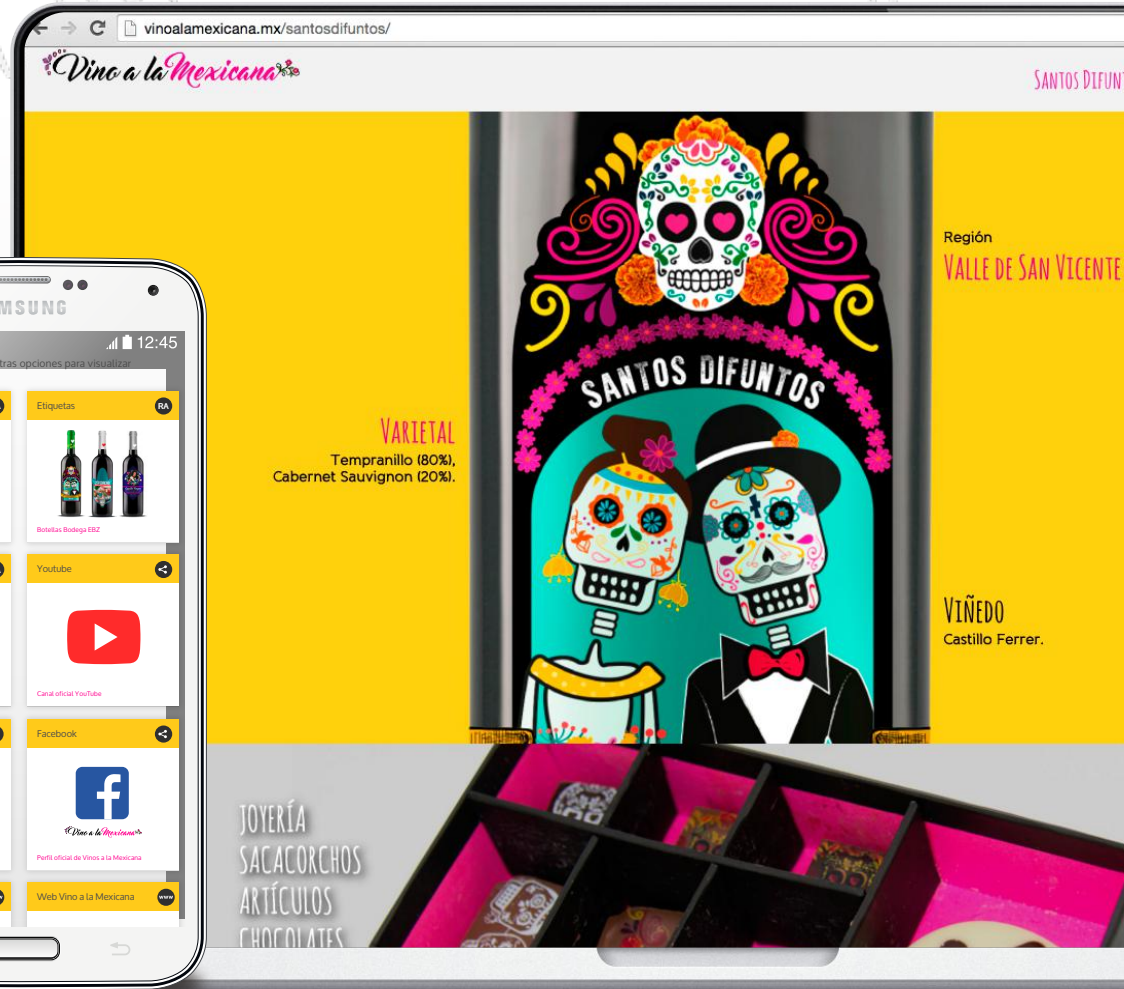 vinoalamexicana.mx/santosdifuntos/
Vino a la Mexicana
SANTOS DIFUN
Región
VALLE DE SAN VICENTE
SANTOS DIFUNTOS
VARIETAL
Tempranillo (80%),
Cabernet Sauvignon (20%).
VIÑEDO
Castillo Ferrer.
JOYERÍA
SACACORCHOS
ARTÍCULOS
CHOCOLATES
MSUNG
12:45
tras opciones para visualizar
Etiquetas
RA
Botellas Bodega EBZ
Youtube
Canal oficial YouTube
Facebook
f
Vino a la Mexicana
Perfil oficial de Vinos a la Mexicana
Web Vino a la Mexicana
www